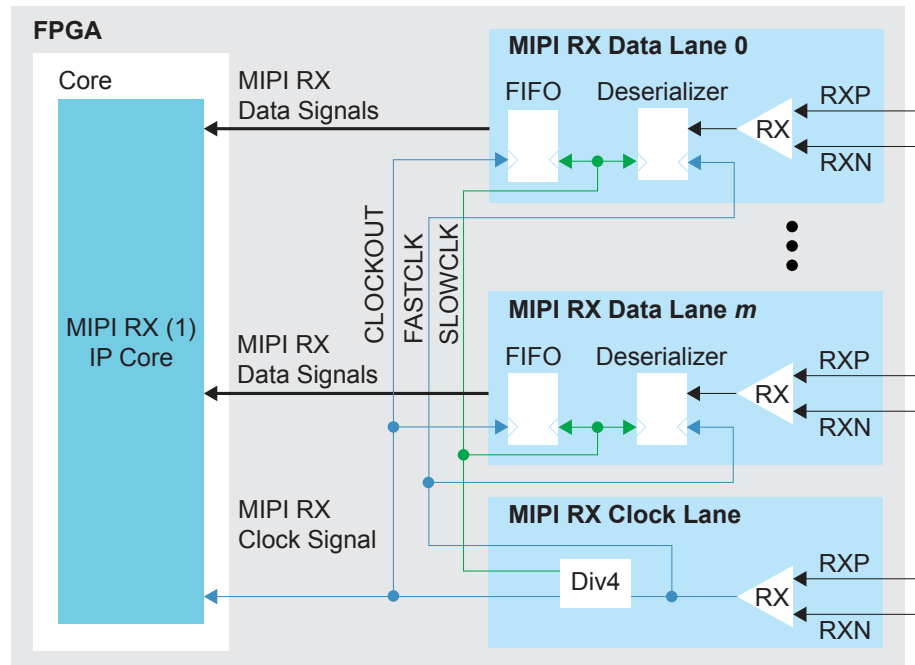 FPGA
Core
MIPI RX (1)
IP Core
MIPI RX
Data Signals
MIPI RX
Data Signals
MIPI RX
Clock Signal
CLOCKOUT
FASTCLK
SLOWCLK
MIPI RX Data Lane 0
FIFO
Deserializer
RX
RXP
RXN
MIPI RX Data Lane m
FIFO
Deserializer
RX
RXP
RXN
MIPI RX Clock Lane
Div4
RX
RXP
RXN